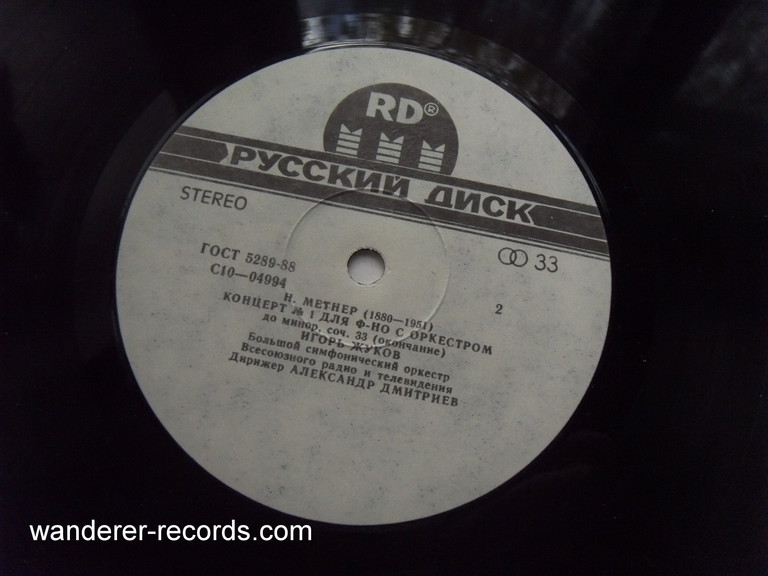 RD®
РУССКИЙ ДИСК
STEREO
33
ГОСТ 5289-88
С10—04994
2
Н. МЕТНЕР (1880—1951)
КОНЦЕРТ № 1 ДЛЯ Ф-НО С ОРКЕСТРОМ
до минор, соч. 33 (окончание)
ИГОРЬ ЖУКОВ
Большой симфонический оркестр
Всесоюзного радио и телевидения
Дирижер АЛЕКСАНДР ДМИТРИЕВ
wanderer-records.com